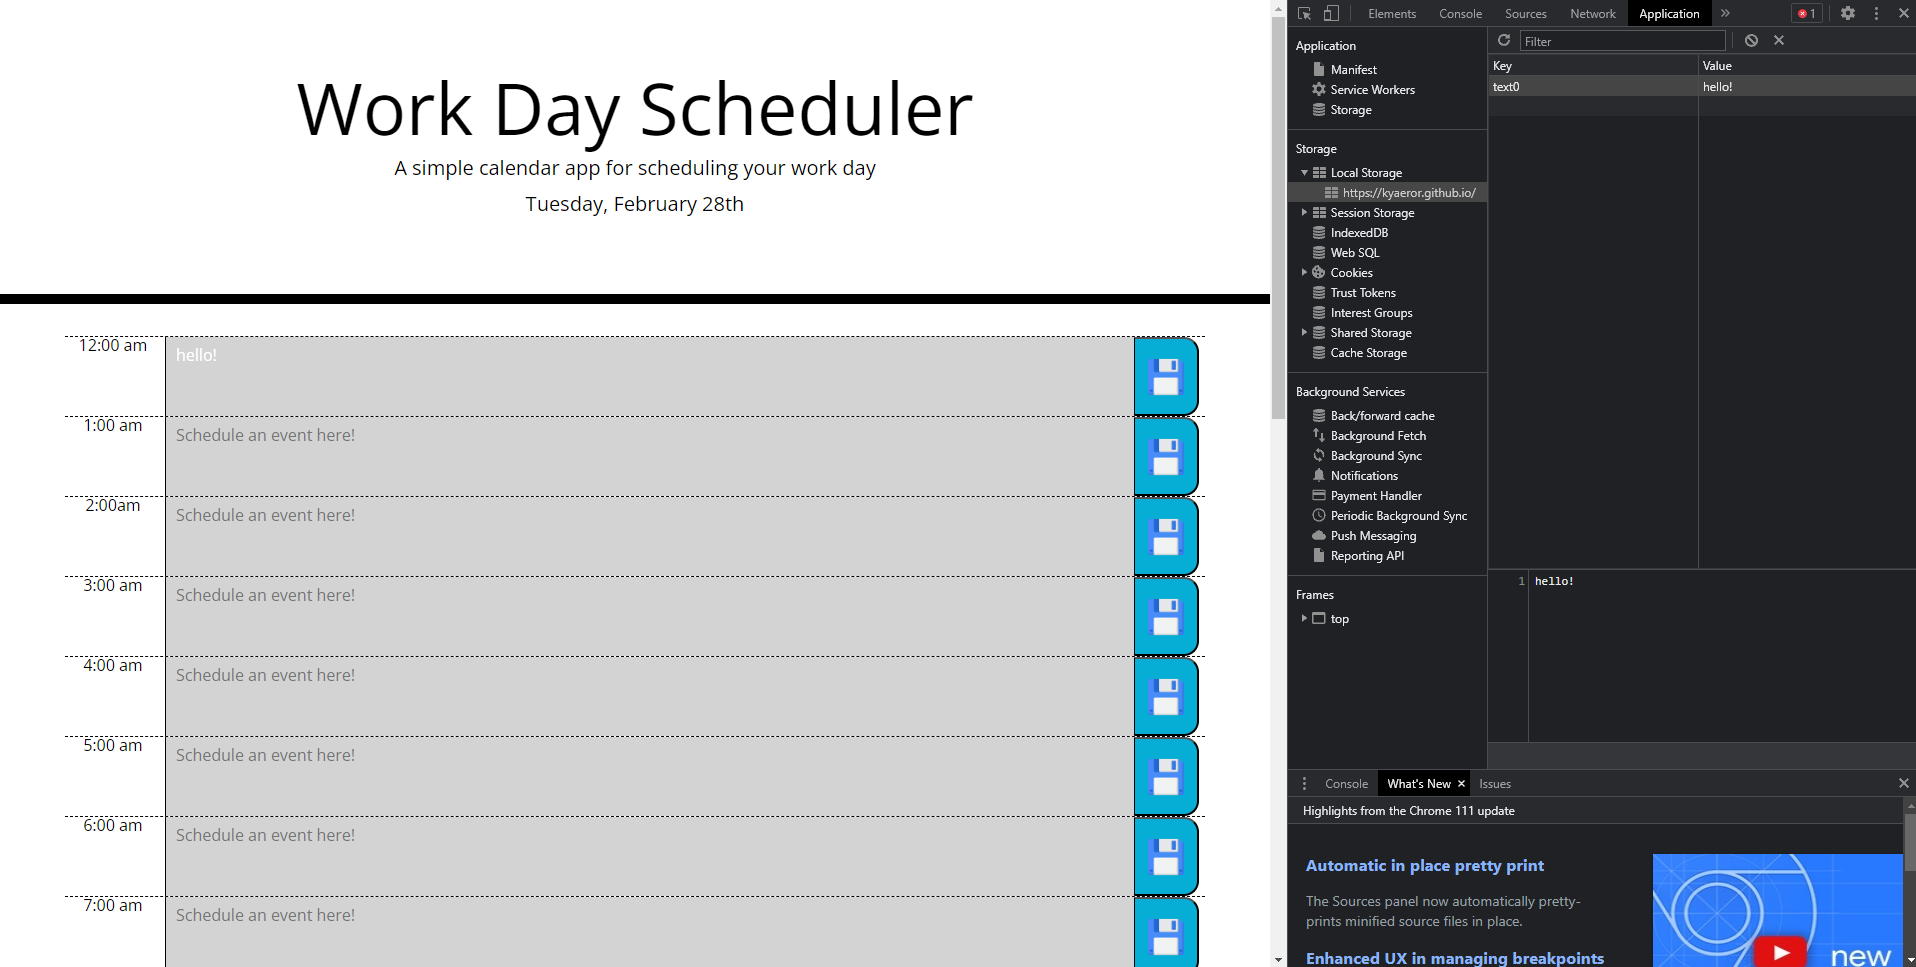 Work Day Scheduler
A simple calendar app for scheduling your work day
Tuesday, February 28th
12:00 am
hello!
1:00 am
Schedule an event here!
2:00am
Schedule an event here!
3:00 am
Schedule an event here!
4:00 am
Schedule an event here!
5:00 am
Schedule an event here!
6:00 am
Schedule an event here!
7:00 am
Schedule an event here!
Elements Console Sources Network Application » 1
Application
Manifest
Service Workers
Storage
Storage
Local Storage
https://kyaeror.github.io/
Session Storage
IndexedDB
Web SQL
Cookies
Trust Tokens
Interest Groups
Shared Storage
Cache Storage
Background Services
Back/forward cache
Background Fetch
Background Sync
Notifications
Payment Handler
Periodic Background Sync
Push Messaging
Reporting API
Frames
top
Filter
Key Value
text0 hello!
1 hello!
Console What's New Issues
Highlights from the Chrome 111 update
Automatic in place pretty print
The Sources panel now automatically pretty-
prints minified source files in place.
Enhanced UX in managing breakpoints
new